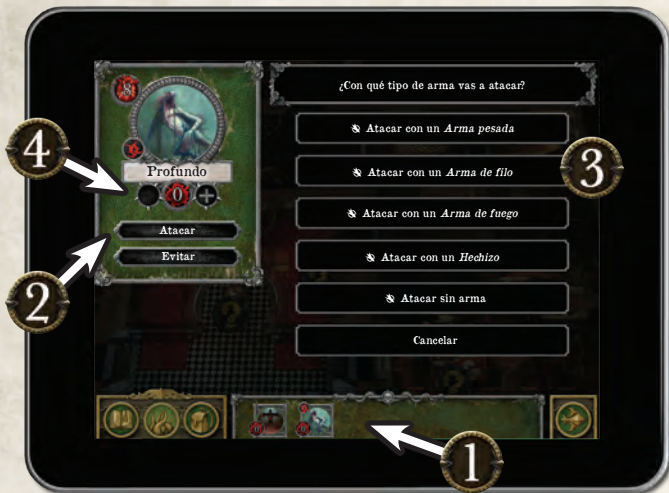 8
¿Con qué tipo de arma vas a atacar?
4
Profundo
0
+
Atacar
Evitar
2
Atacar con un Arma pesada
Atacar con un Arma de filo
3
Atacar con un Arma de fuego
Atacar con un Hechizo
Atacar sin arma
Cancelar
1